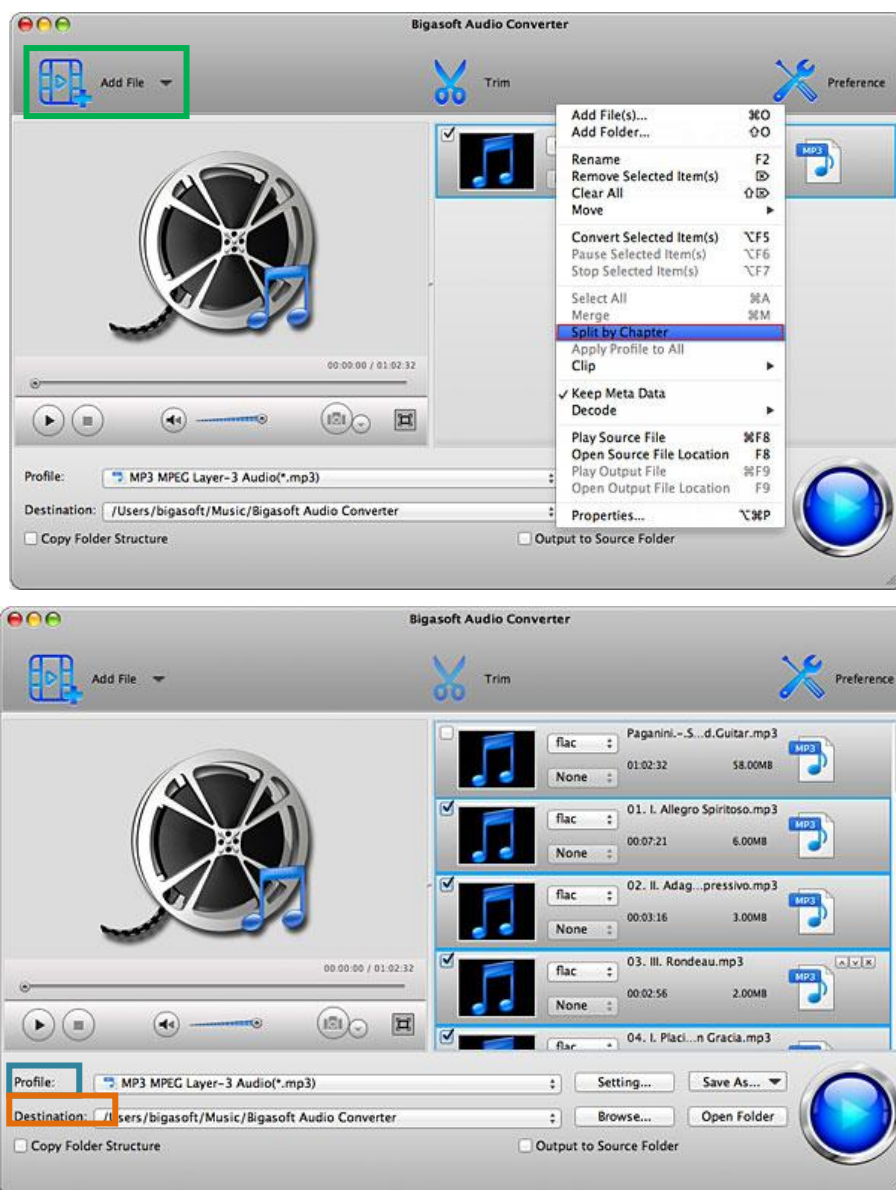 Bigasoft Audio Converter
Add File
Trim
Preference
Add File(s)... ⌘O
Add Folder... ⇧O
Rename F2
Remove Selected Item(s) ⌦
Clear All ⇧⌦
Move ▶
Convert Selected Item(s) ⌥F5
Pause Selected Item(s) ⌥F6
Stop Selected Item(s) ⌥F7
Select All ⌘A
Merge ⌘M
Split by Chapter
Apply Profile to All
Clip ▶
✓ Keep Meta Data
Decode ▶
Play Source File ⌘F8
Open Source File Location F8
Play Output File ⌘F9
Open Output File Location F9
Properties... ⌥⌘P
MP3
00:00:00 / 01:02:32
Profile: MP3 MPEG Layer-3 Audio(*.mp3)
Destination: /Users/bigasoft/Music/Bigasoft Audio Converter
Copy Folder Structure
Output to Source Folder
Bigasoft Audio Converter
Add File
Trim
Preference
flac Paganini.-.S...d.Guitar.mp3
MP3
None 01:02:32 58.00MB
flac 01. I. Allegro Spiritoso.mp3
MP3
None 00:07:21 6.00MB
flac 02. II. Adag...pressivo.mp3
MP3
None 00:03:16 3.00MB
flac 03. III. Rondeau.mp3
MP3
None 00:02:56 2.00MB
flac 04. I. Placi...n Gracia.mp3
00:00:00 / 01:02:32
Profile: MP3 MPEG Layer-3 Audio(*.mp3) Setting... Save As...
Destination: /Users/bigasoft/Music/Bigasoft Audio Converter Browse... Open Folder
Copy Folder Structure
Output to Source Folder